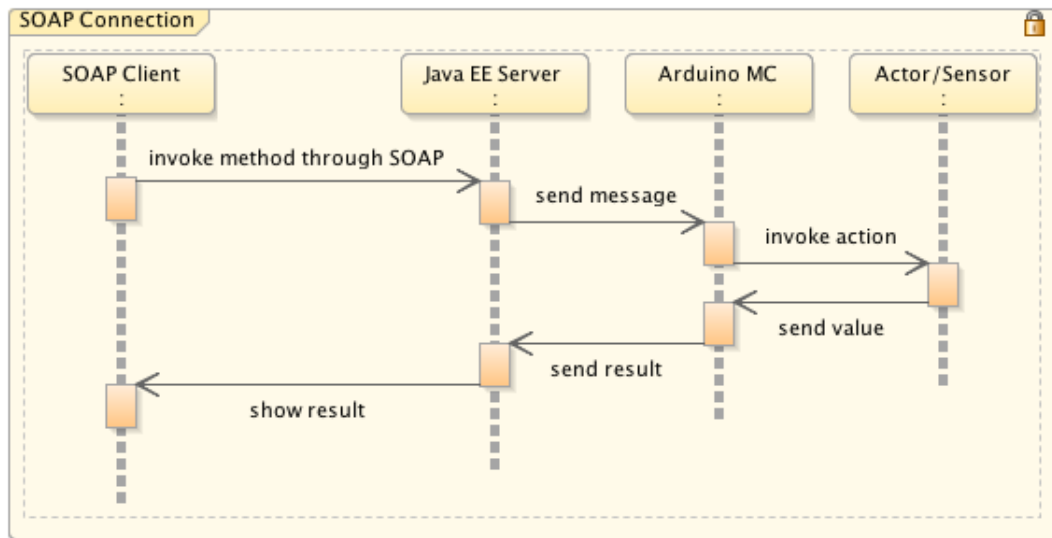 SOAP Connection
SOAP Client
:
Java EE Server
:
Arduino MC
:
Actor/Sensor
:
invoke method through SOAP
send message
invoke action
send value
send result
show result